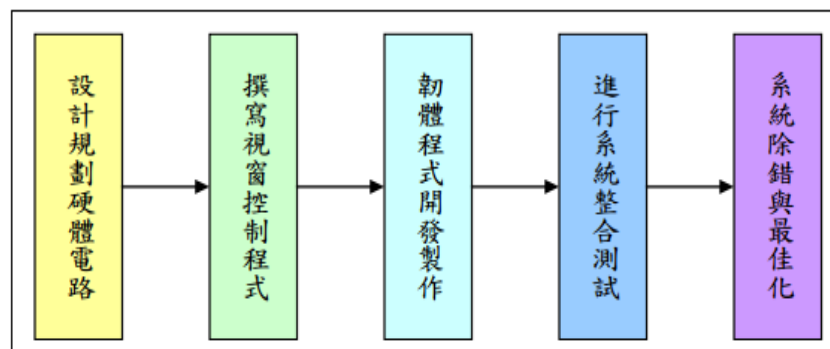 設計規劃硬體電路
撰寫視窗控制程式
韌體程式開發製作
進行系統整合測試
系統除錯與最佳化